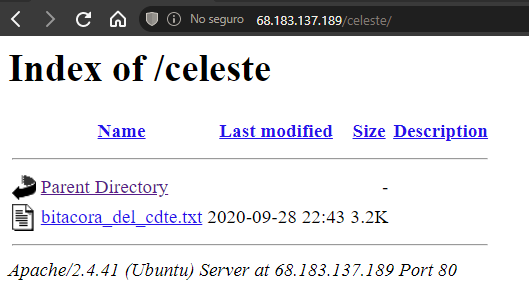 No seguro 68.183.137.189/celeste/
Index of /celeste
Name Last modified Size Description
Parent Directory -
bitacora_del_cdte.txt 2020-09-28 22:43 3.2K
Apache/2.4.41 (Ubuntu) Server at 68.183.137.189 Port 80